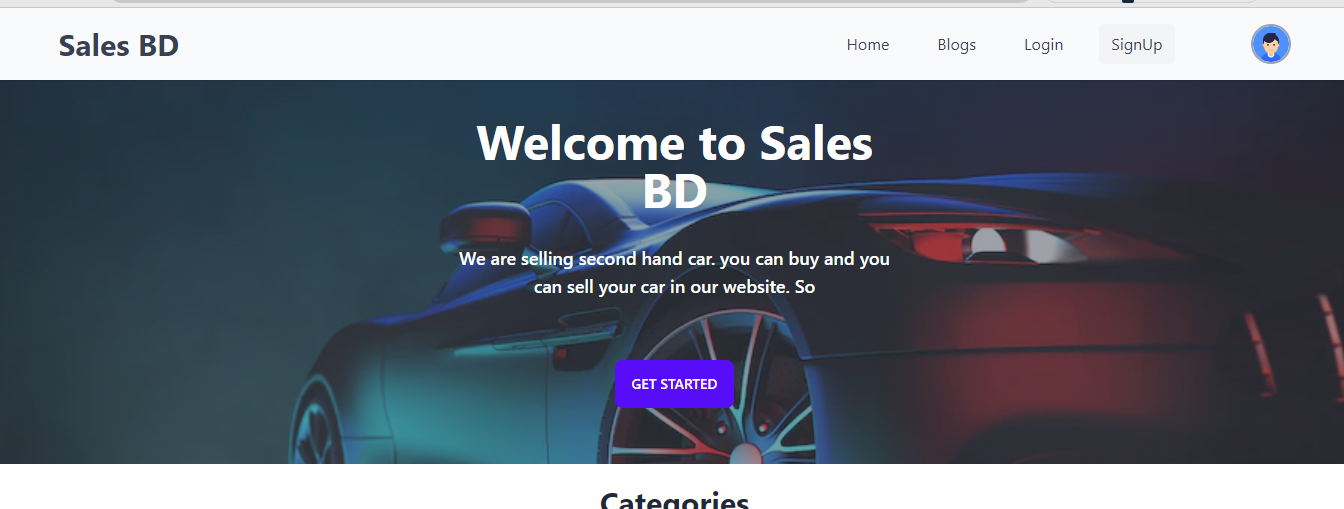 Sales BD
Home Blogs Login SignUp
Welcome to Sales
BD
We are selling second hand car. you can buy and you
can sell your car in our website. So
GET STARTED
Categories